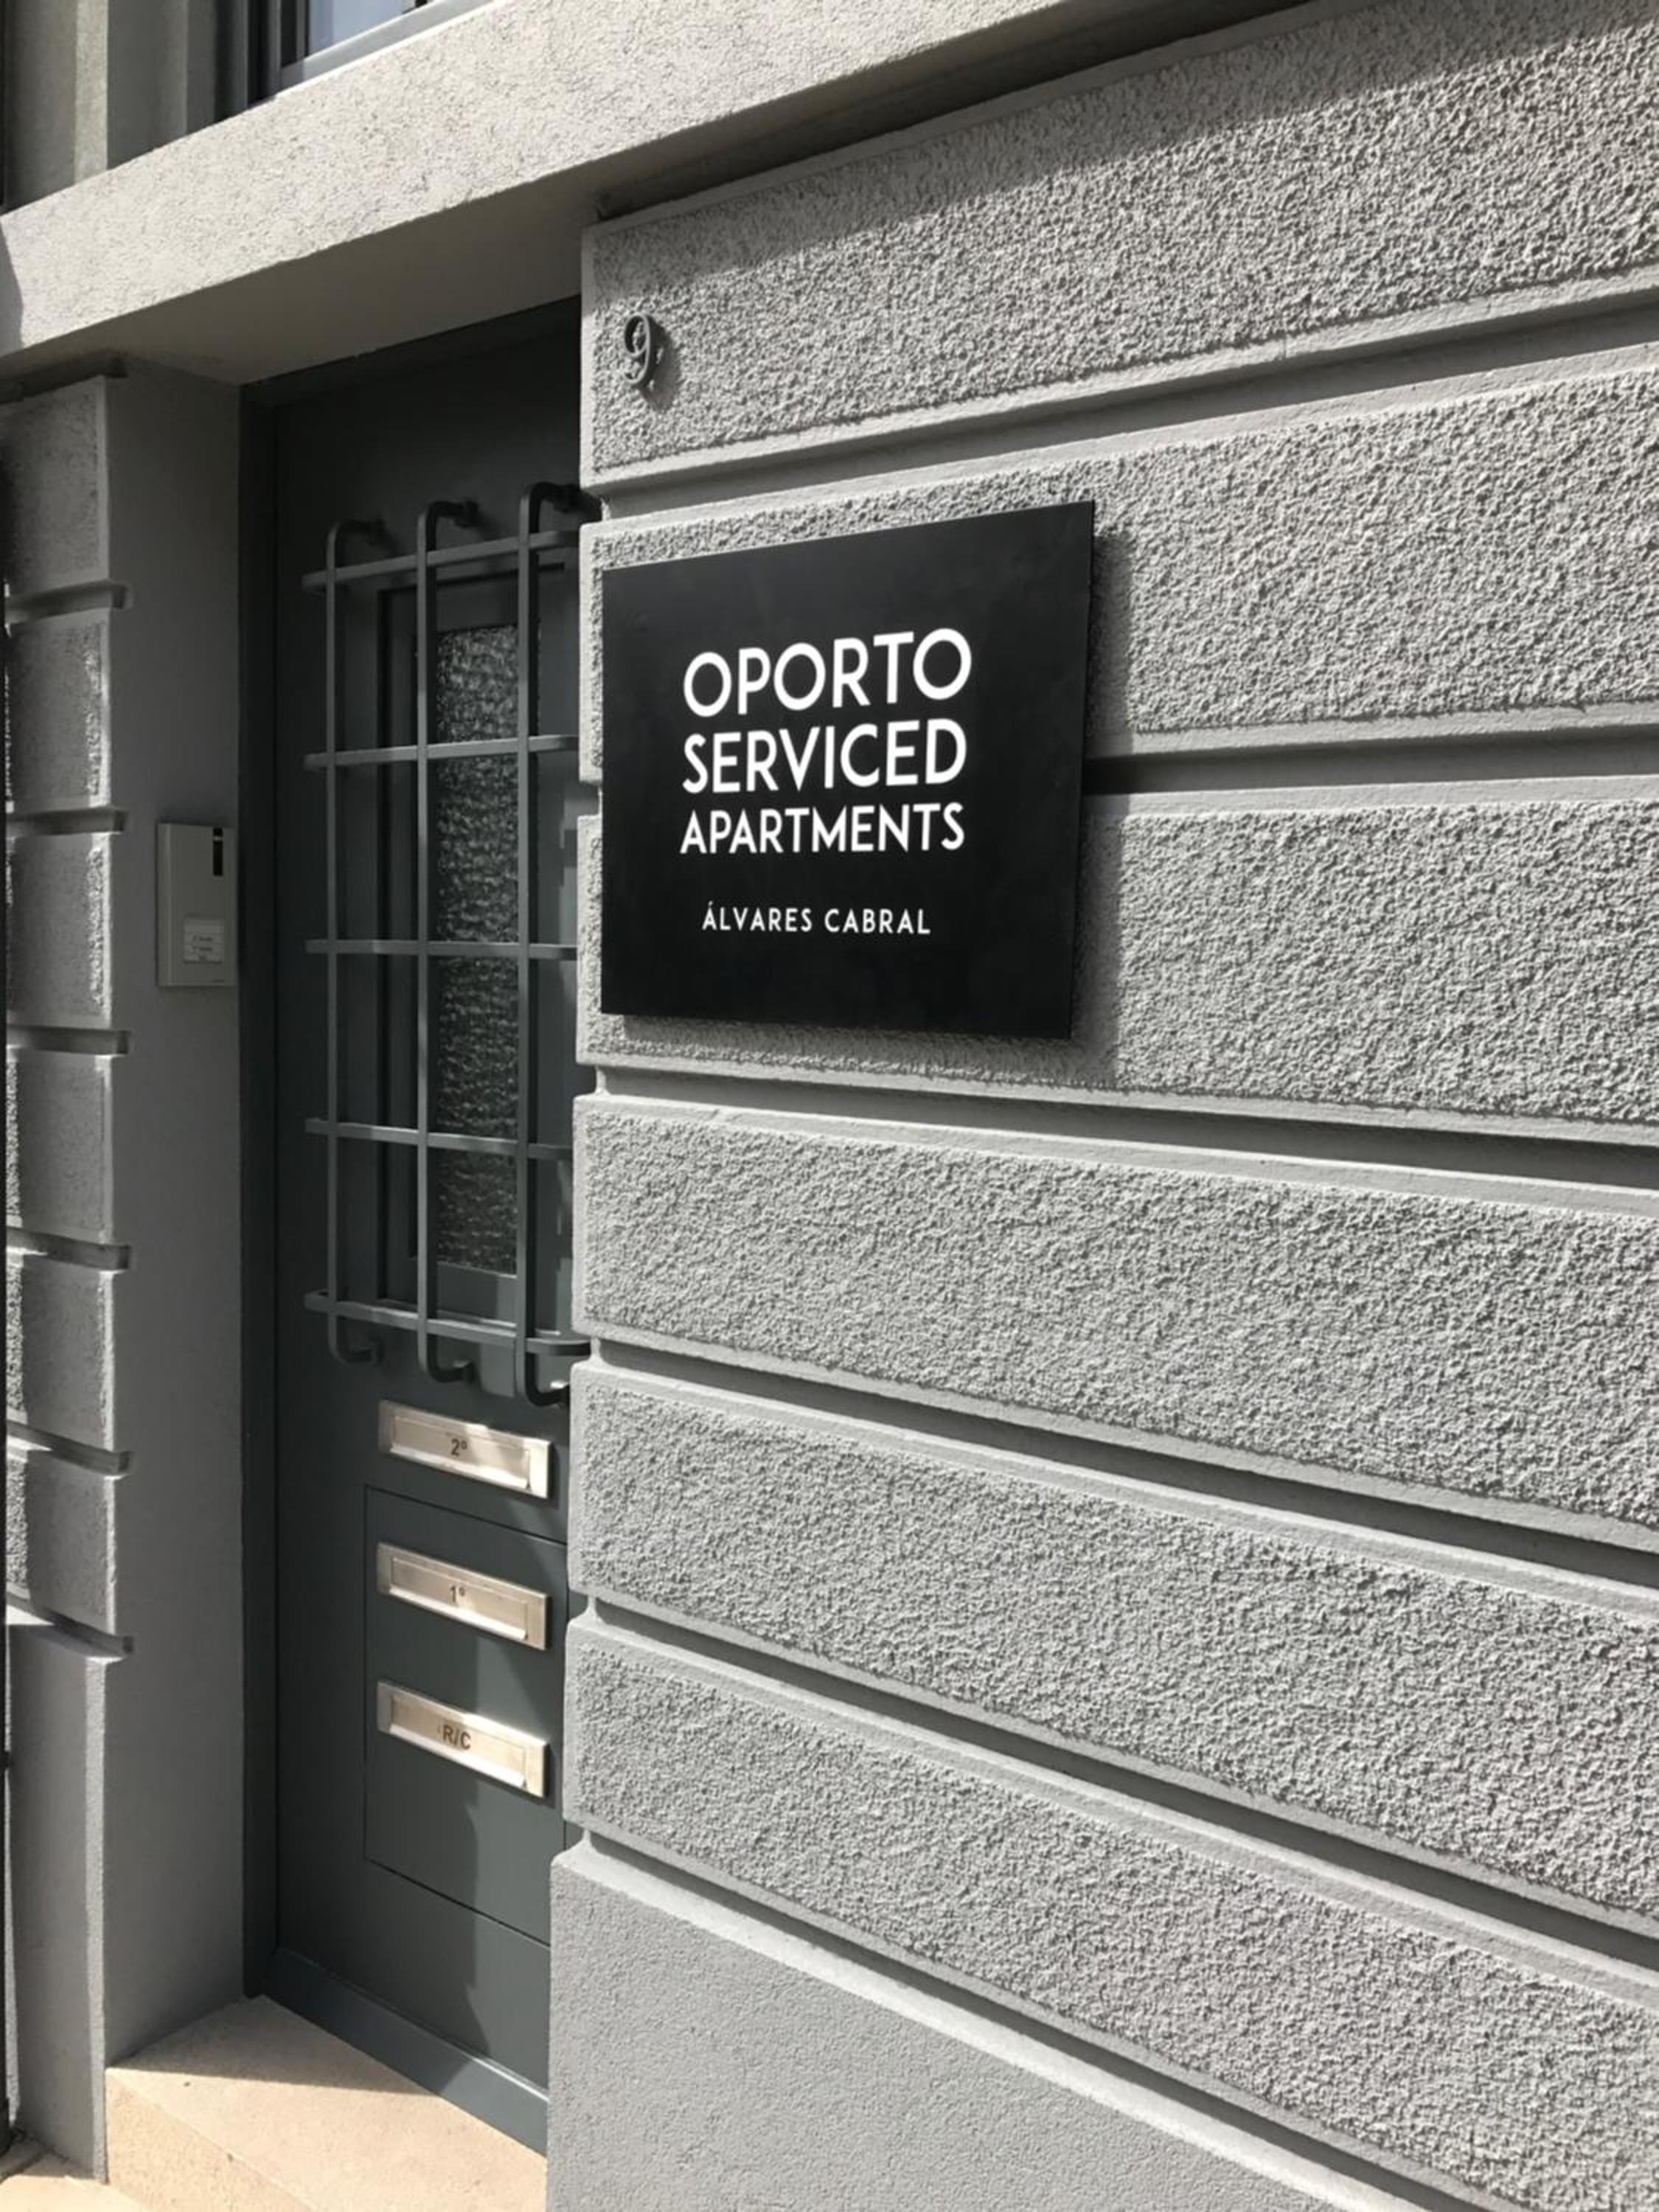 9
OPORTO
SERVICED
APARTMENTS
ÁLVARES CABRAL
2º
1º
R/C